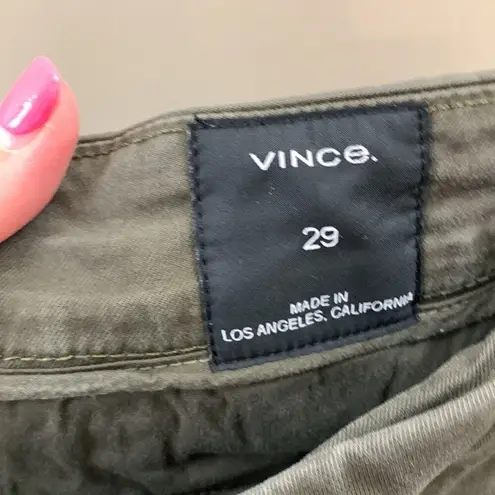 VINCe.
29
MADE IN
LOS ANGELES, CALIFORNIA